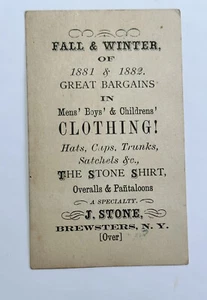 FALL & WINTER,
OF
1881 & 1882.
GREAT BARGAINS
IN
Mens' Boys' & Childrens'
CLOTHING!
Hats, Caps, Trunks,
Satchels &c.,
THE STONE SHIRT,
Overalls & Pantaloons
A SPECIALTY.
J. STONE,
BREWSTERS, N. Y.
[Over]